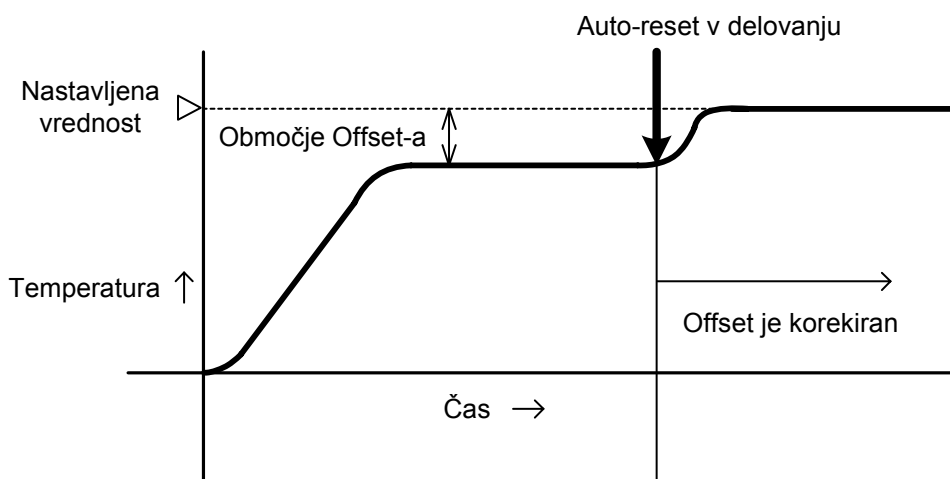 Auto-reset v delovanju
Nastavljena
vrednost
Območje Offset-a
Temperatura
Offset je korekiran
Čas